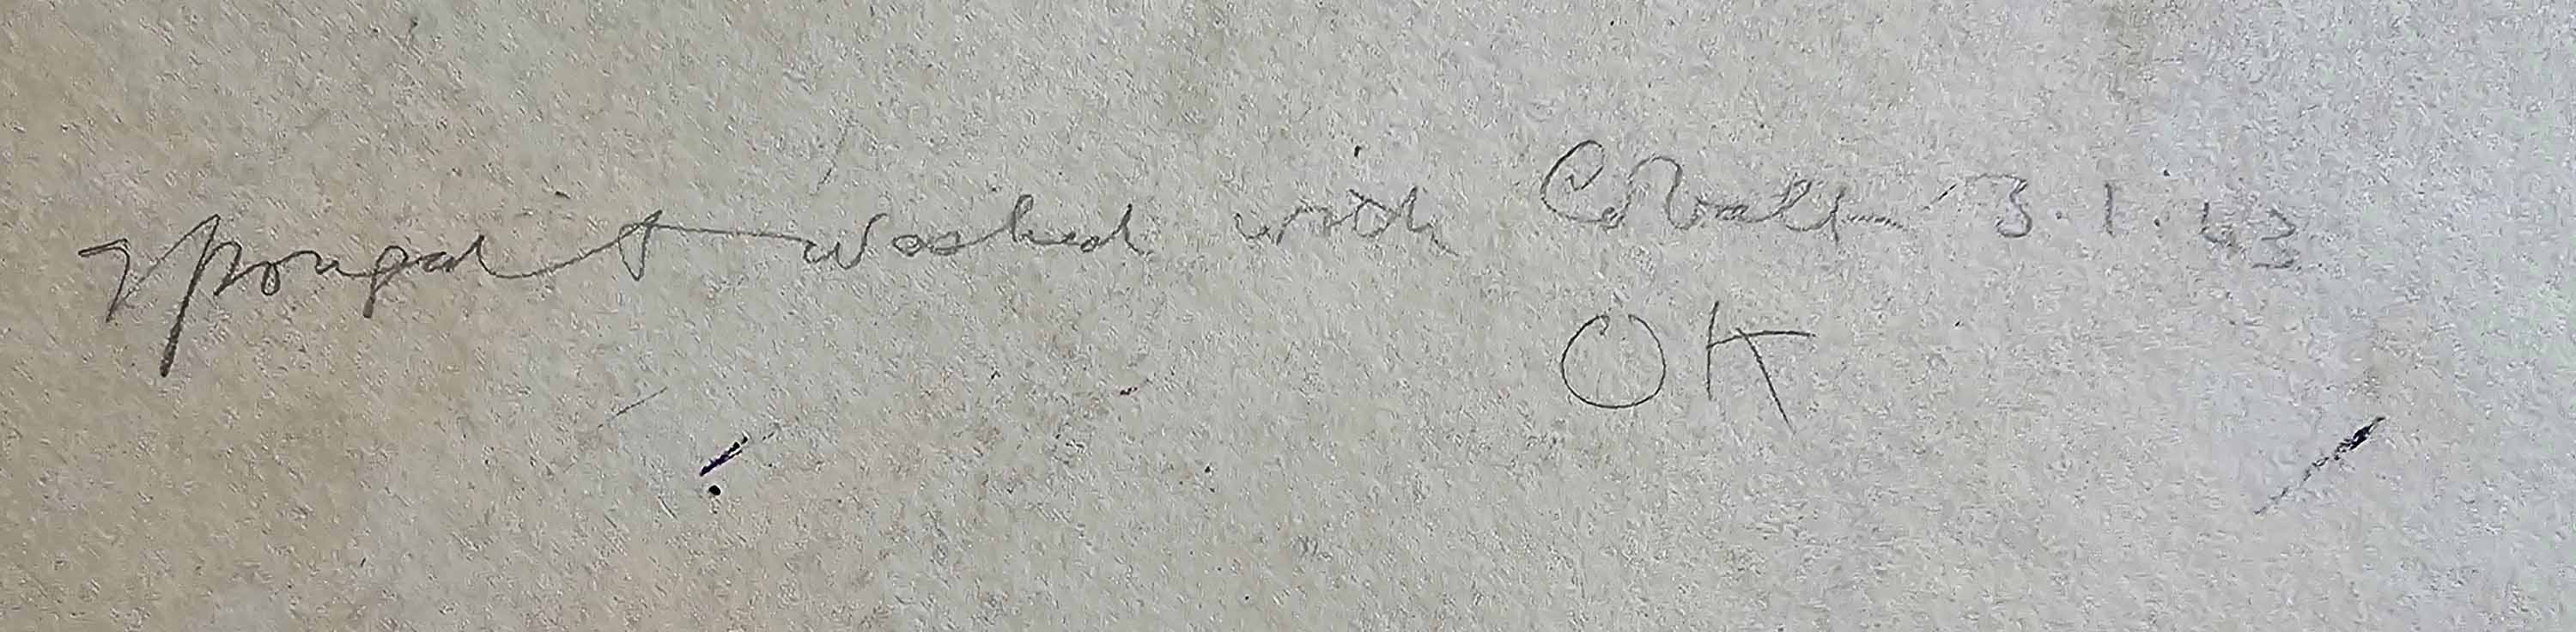 sponged & washed with Cobalt 3.1.43
OK